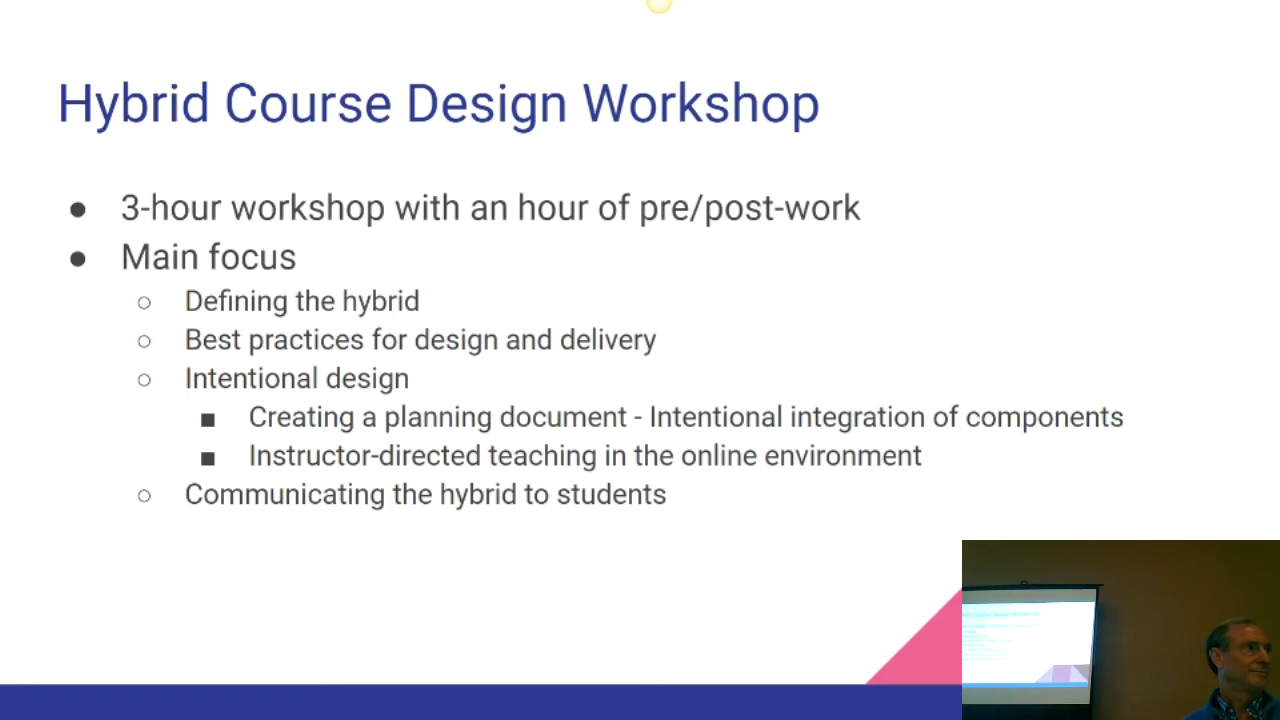 Hybrid Course Design Workshop
● 3-hour workshop with an hour of pre/post-work
● Main focus
○ Defining the hybrid
○ Best practices for design and delivery
○ Intentional design
■ Creating a planning document - Intentional integration of components
■ Instructor-directed teaching in the online environment
○ Communicating the hybrid to students